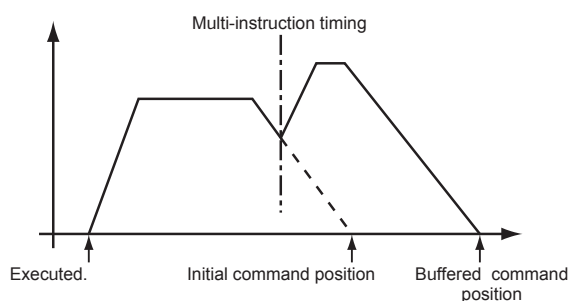 Multi-instruction timing
Executed.
Initial command position
Buffered command
position